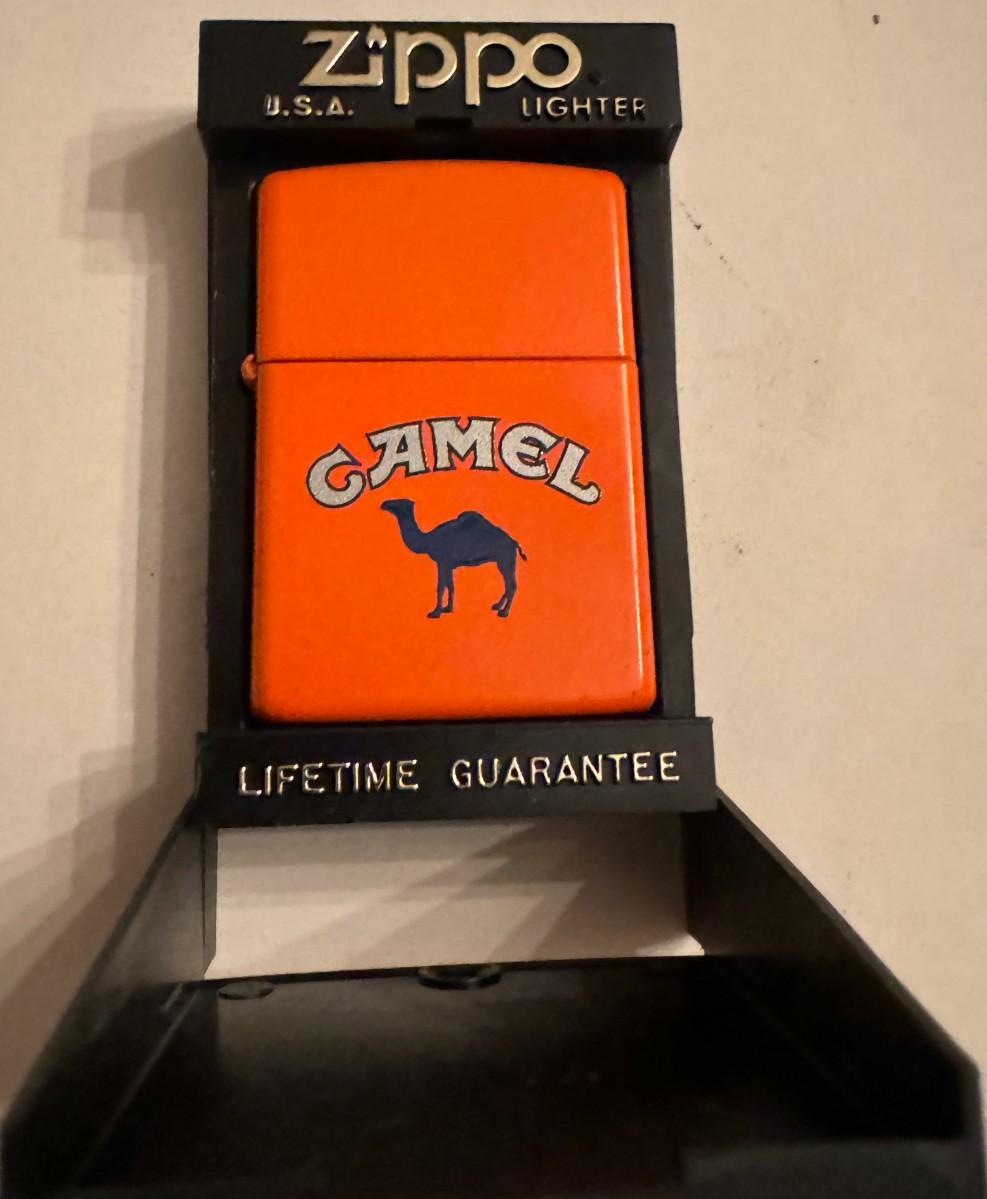 Zippo
U.S.A. LIGHTER
CAMEL
LIFETIME GUARANTEE